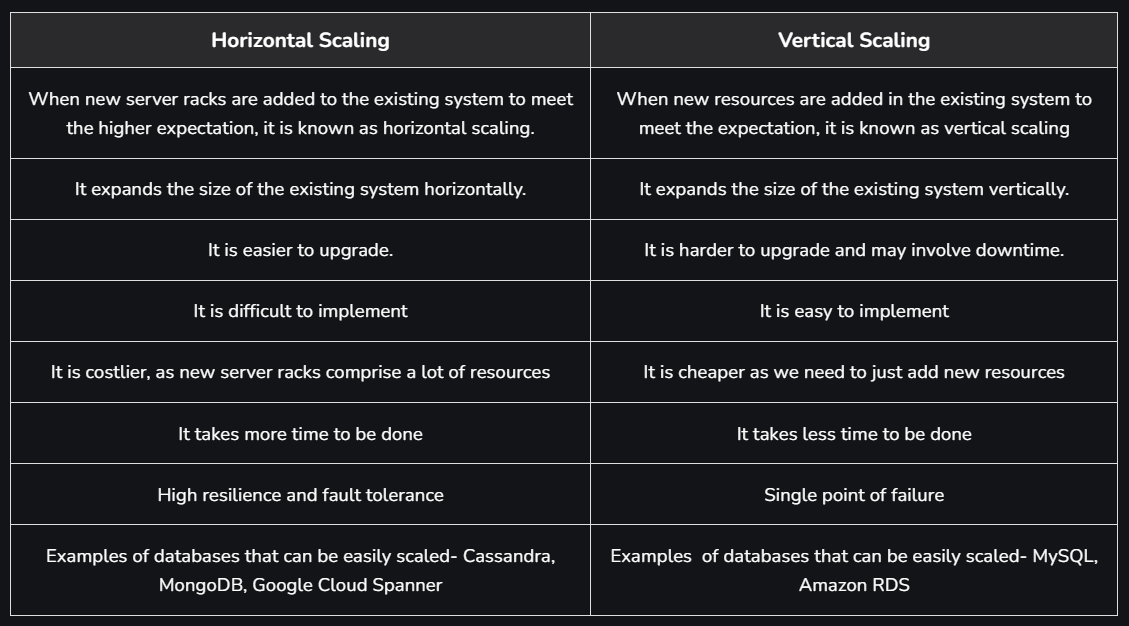 Horizontal Scaling
Vertical Scaling
When new server racks are added to the existing system to meet
the higher expectation, it is known as horizontal scaling.
When new resources are added in the existing system to
meet the expectation, it is known as vertical scaling
It expands the size of the existing system horizontally.
It expands the size of the existing system vertically.
It is easier to upgrade.
It is harder to upgrade and may involve downtime.
It is difficult to implement
It is easy to implement
It is costlier, as new server racks comprise a lot of resources
It is cheaper as we need to just add new resources
It takes more time to be done
It takes less time to be done
High resilience and fault tolerance
Single point of failure
Examples of databases that can be easily scaled- Cassandra,
MongoDB, Google Cloud Spanner
Examples  of databases that can be easily scaled- MySQL,
Amazon RDS